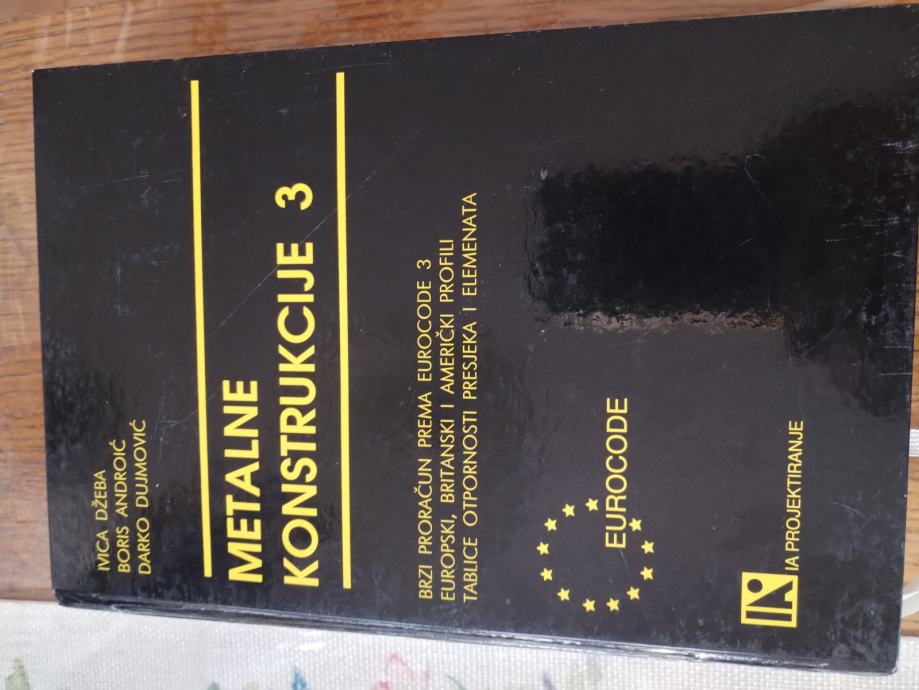 IVICA DŽEBA
BORIS ANDROIĆ
DARKO DUJMOVIĆ
METALNE
KONSTRUKCIJE 3
BRZI PRORAČUN PREMA EUROCODE 3
EUROPSKI, BRITANSKI I AMERIČKI PROFILI
TABLICE OTPORNOSTI PRESJEKA I ELEMENATA
EUROCODE
IA PROJEKTIRANJE